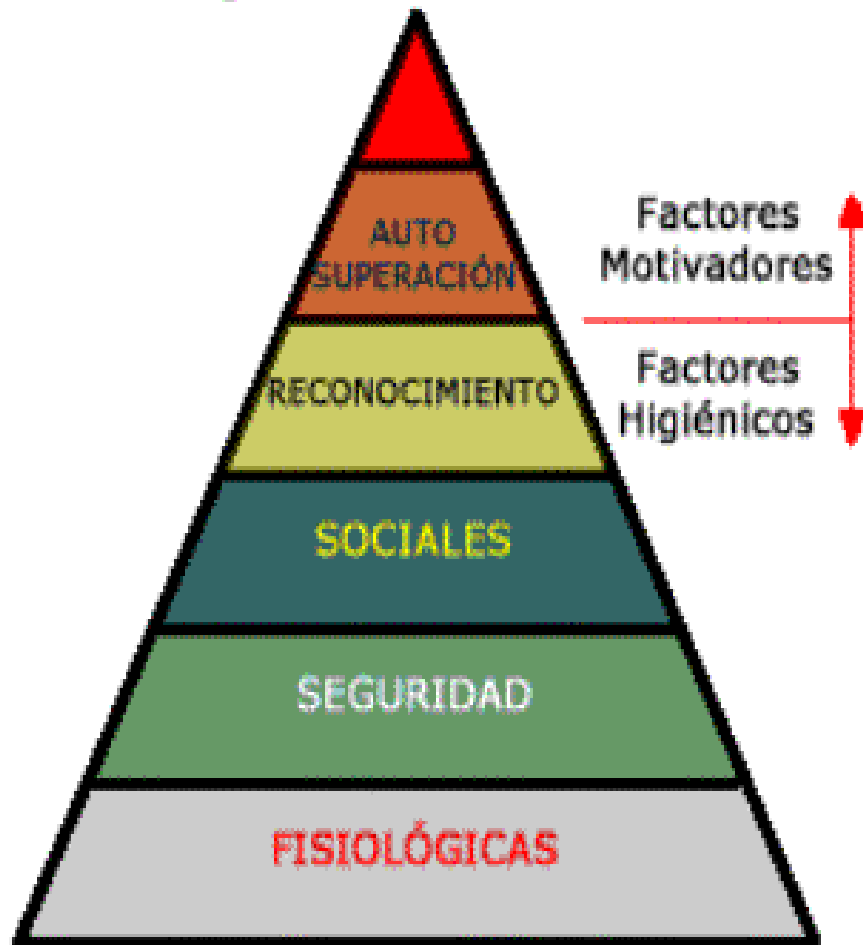 AUTO
SUPERACIÓN
Factores
Motivadores
RECONOCIMIENTO
Factores
Higiénicos
SOCIALES
SEGURIDAD
FISIOLÓGICAS